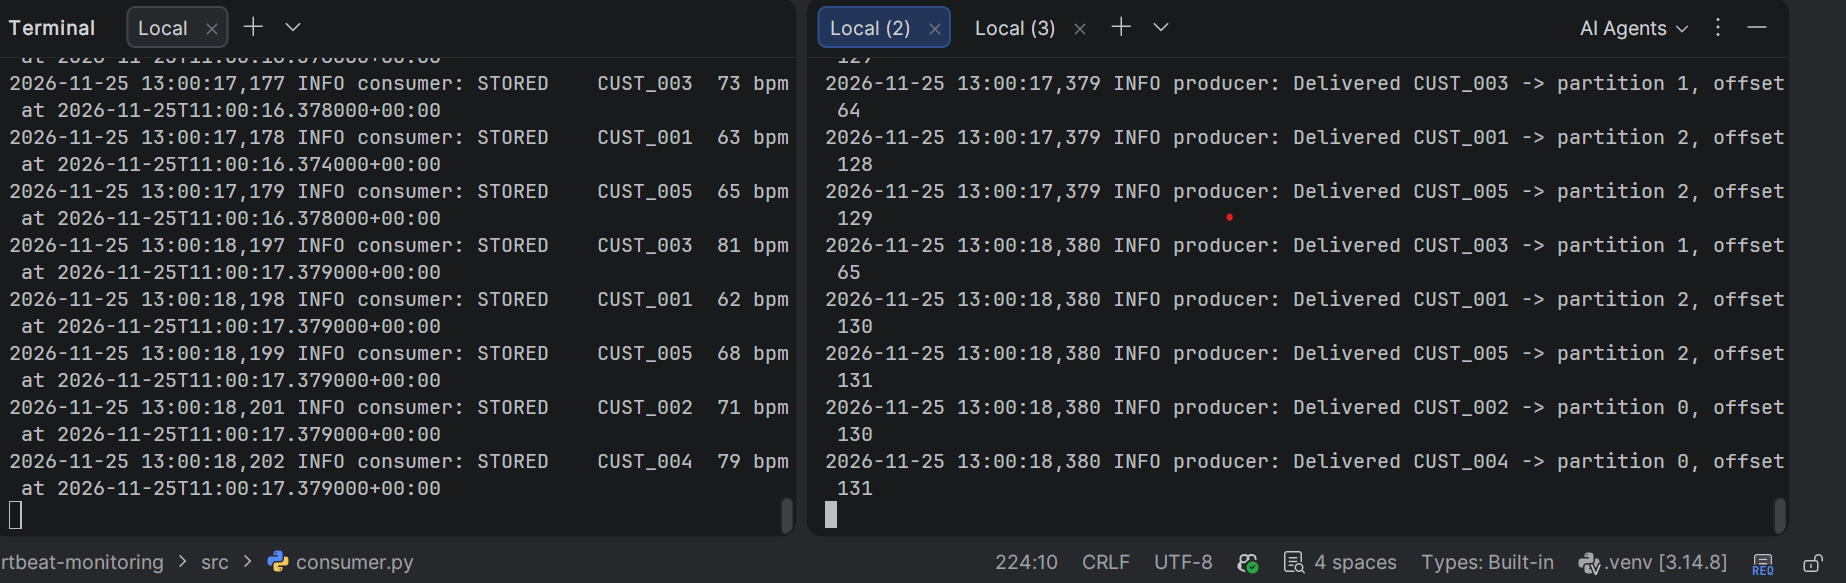 Terminal
Local
2026-11-25 13:00:17,177 INFO consumer: STORED    CUST_003  73 bpm
 at 2026-11-25T11:00:16.378000+00:00
2026-11-25 13:00:17,178 INFO consumer: STORED    CUST_001  63 bpm
 at 2026-11-25T11:00:16.374000+00:00
2026-11-25 13:00:17,179 INFO consumer: STORED    CUST_005  65 bpm
 at 2026-11-25T11:00:16.378000+00:00
2026-11-25 13:00:18,197 INFO consumer: STORED    CUST_003  81 bpm
 at 2026-11-25T11:00:17.379000+00:00
2026-11-25 13:00:18,198 INFO consumer: STORED    CUST_001  62 bpm
 at 2026-11-25T11:00:17.379000+00:00
2026-11-25 13:00:18,199 INFO consumer: STORED    CUST_005  68 bpm
 at 2026-11-25T11:00:17.379000+00:00
2026-11-25 13:00:18,201 INFO consumer: STORED    CUST_002  71 bpm
 at 2026-11-25T11:00:17.379000+00:00
2026-11-25 13:00:18,202 INFO consumer: STORED    CUST_004  79 bpm
 at 2026-11-25T11:00:17.379000+00:00
Local (2) Local (3) AI Agents
2026-11-25 13:00:17,379 INFO producer: Delivered CUST_003 -> partition 1, offset
 64
2026-11-25 13:00:17,379 INFO producer: Delivered CUST_001 -> partition 2, offset
 128
2026-11-25 13:00:17,379 INFO producer: Delivered CUST_005 -> partition 2, offset
 129
2026-11-25 13:00:18,380 INFO producer: Delivered CUST_003 -> partition 1, offset
 65
2026-11-25 13:00:18,380 INFO producer: Delivered CUST_001 -> partition 2, offset
 130
2026-11-25 13:00:18,380 INFO producer: Delivered CUST_005 -> partition 2, offset
 131
2026-11-25 13:00:18,380 INFO producer: Delivered CUST_002 -> partition 0, offset
 130
2026-11-25 13:00:18,380 INFO producer: Delivered CUST_004 -> partition 0, offset
 131
rtbeat-monitoring > src > consumer.py 224:10 CRLF UTF-8 4 spaces Types: Built-in .venv [3.14.8] REQ